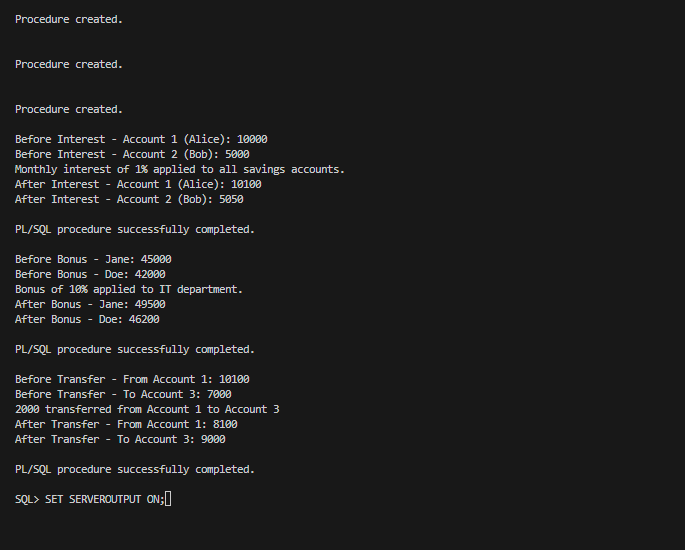 Procedure created.
Procedure created.
Procedure created.
Before Interest - Account 1 (Alice): 10000
Before Interest - Account 2 (Bob): 5000
Monthly interest of 1% applied to all savings accounts.
After Interest - Account 1 (Alice): 10100
After Interest - Account 2 (Bob): 5050
PL/SQL procedure successfully completed.
Before Bonus - Jane: 45000
Before Bonus - Doe: 42000
Bonus of 10% applied to IT department.
After Bonus - Jane: 49500
After Bonus - Doe: 46200
PL/SQL procedure successfully completed.
Before Transfer - From Account 1: 10100
Before Transfer - To Account 3: 7000
2000 transferred from Account 1 to Account 3
After Transfer - From Account 1: 8100
After Transfer - To Account 3: 9000
PL/SQL procedure successfully completed.
SQL> SET SERVEROUTPUT ON;